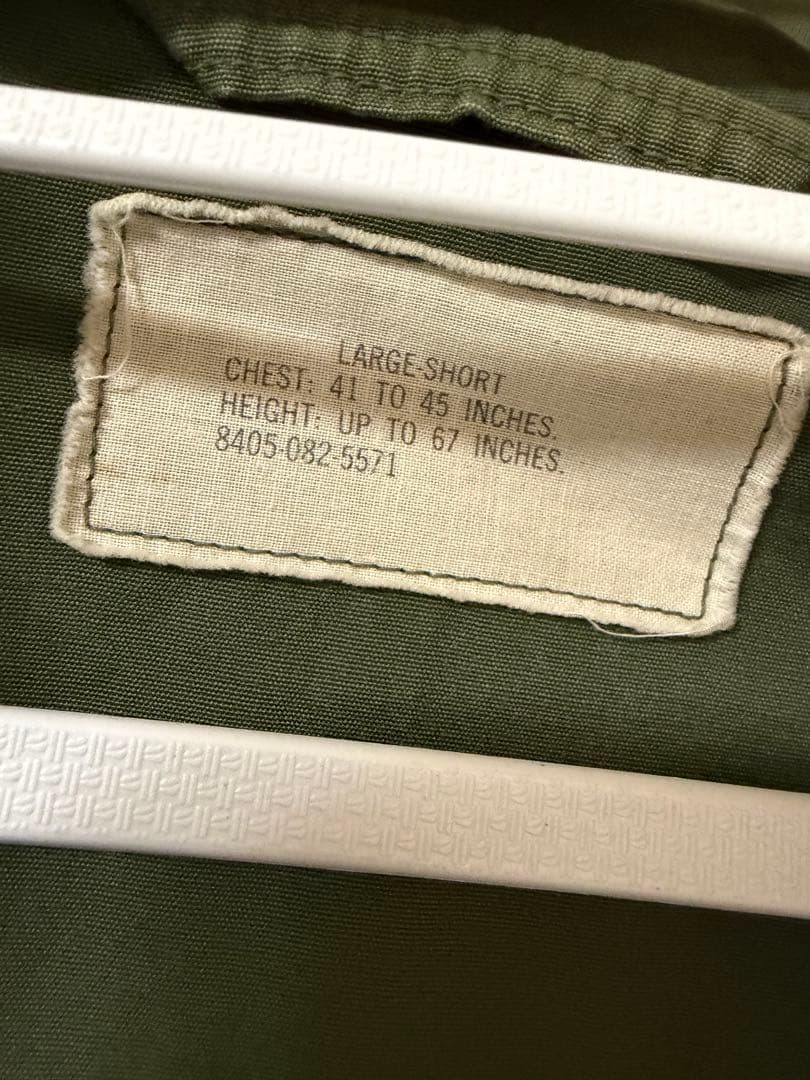 LARGE-SHORT
CHEST: 41 TO 45 INCHES.
HEIGHT: UP TO 67 INCHES.
8405-082-5571